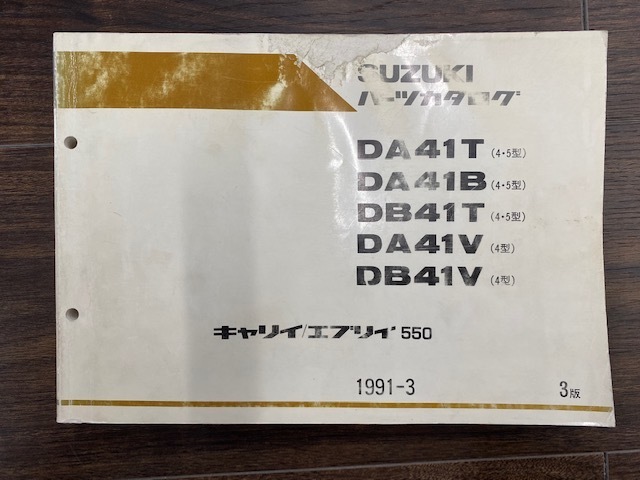 SUZUKI
パーツカタログ
DA41T (4・5型)
DA41B (4・5型)
DB41T (4・5型)
DA41V (4型)
DB41V (4型)
キャリイ/エブリイ 550
1991-3
3版